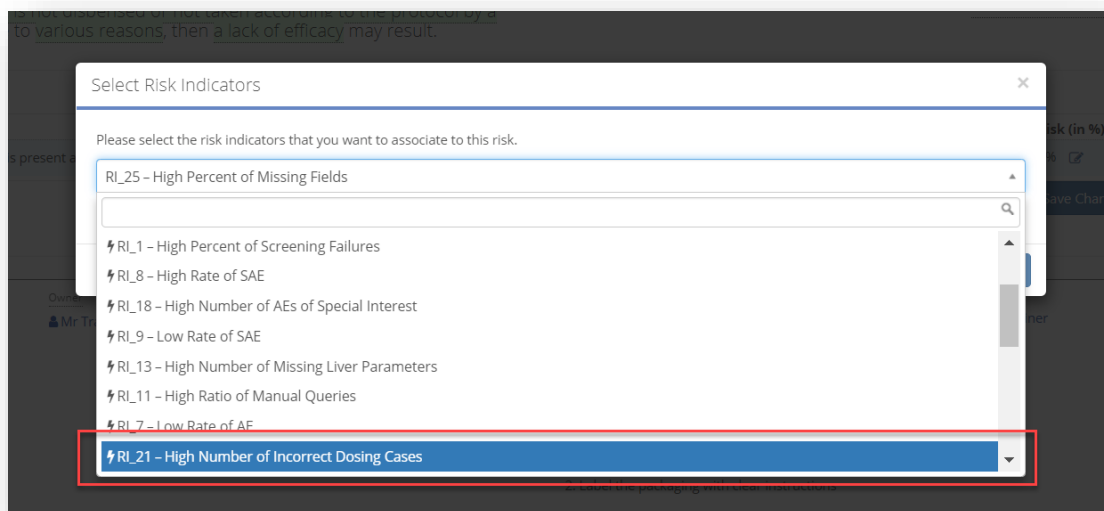 is not dispensed or not taken according to the protocol by a
to various reasons, then a lack of efficacy may result.
Select Risk Indicators ×
isk (in %)
Please select the risk indicators that you want to associate to this risk.
s present a
%
RI_25 – High Percent of Missing Fields
ave Char
RI_1 – High Percent of Screening Failures
RI_8 – High Rate of SAE
RI_18 – High Number of AEs of Special Interest
Owne
Mr Tra
ner
RI_9 – Low Rate of SAE
RI_13 – High Number of Missing Liver Parameters
RI_11 – High Ratio of Manual Queries
RI_7 – Low Rate of AE
RI_21 – High Number of Incorrect Dosing Cases
2. Label the packaging with clear instructions